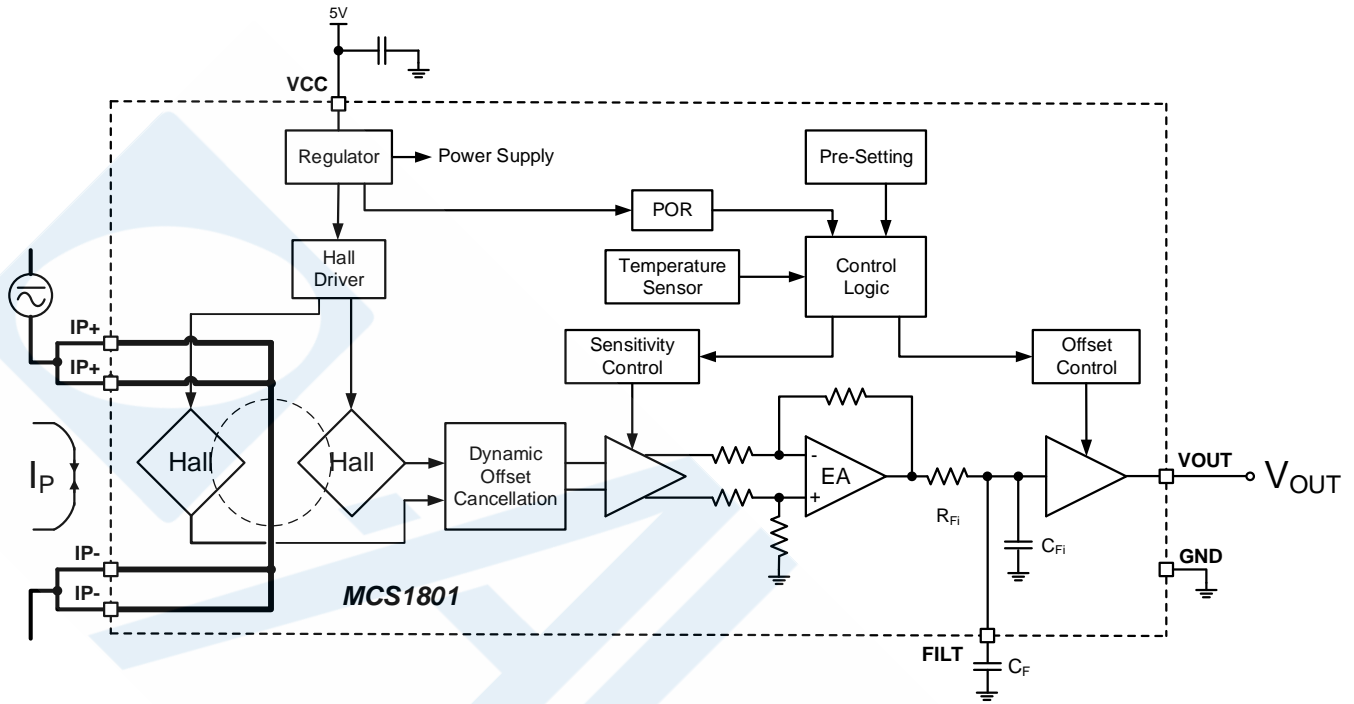 5V
VCC
Regulator
Power Supply
Pre-Setting
POR
Hall
Driver
Temperature
Sensor
Control
Logic
IP+
IP+
Sensitivity
Control
Offset
Control
Hall
Hall
Dynamic
Offset
Cancellation
-
EA
+
VOUT
VOUT
IP
RFi
CFi
GND
IP-
IP-
MCS1801
FILT
CF